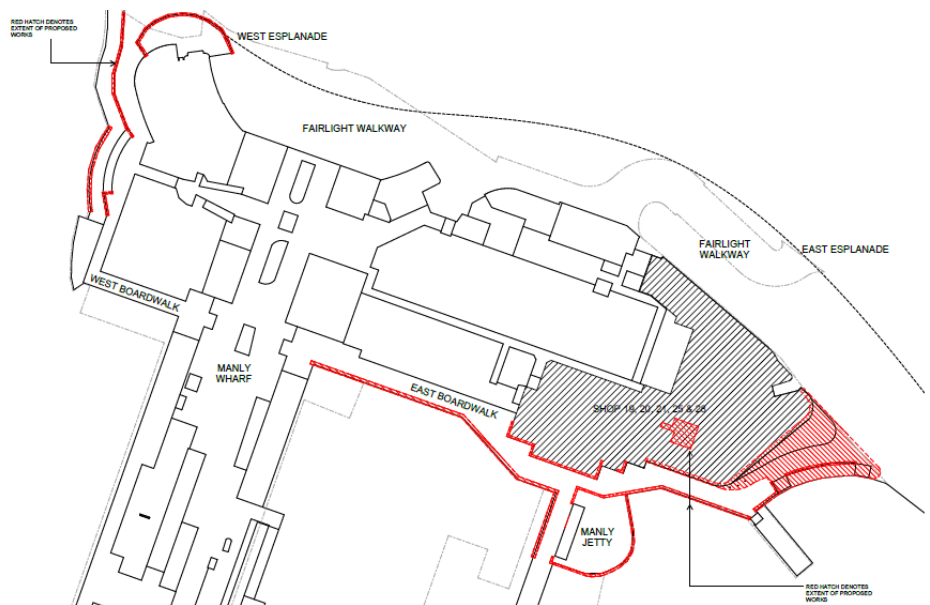 RED HATCH DENOTES
EXTENT OF PROPOSED
WORKS
WEST ESPLANADE
FAIRLIGHT WALKWAY
FAIRLIGHT
WALKWAY
EAST ESPLANADE
WEST BOARDWALK
MANLY
WHARF
EAST BOARDWALK
SHOP 19, 20, 21, 25 & 28
MANLY
JETTY
RED HATCH DENOTES
EXTENT OF PROPOSED
WORKS